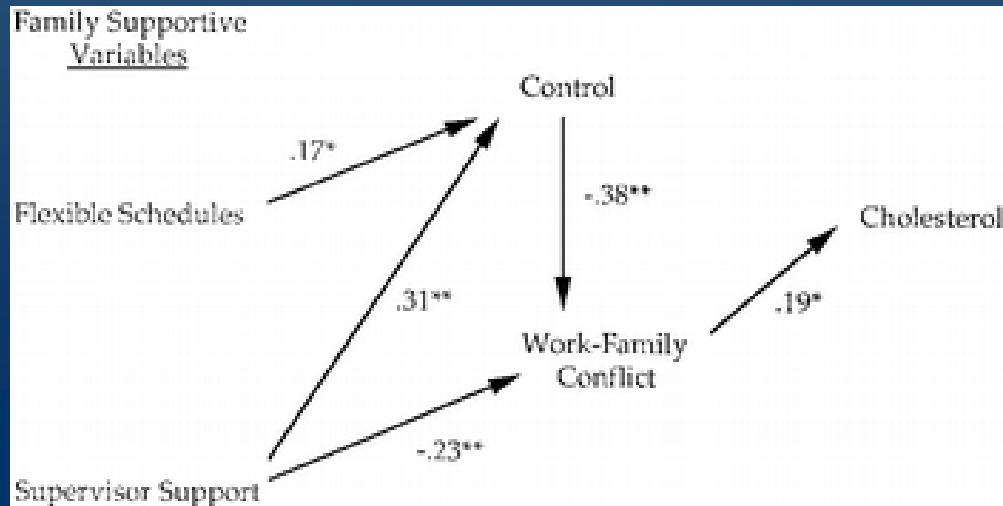 Family Supportive
Variables
Control
.17*
Flexible Schedules
-.38**
Cholesterol
.31**
.19*
Work-Family
Conflict
-.23**
Supervisor Support